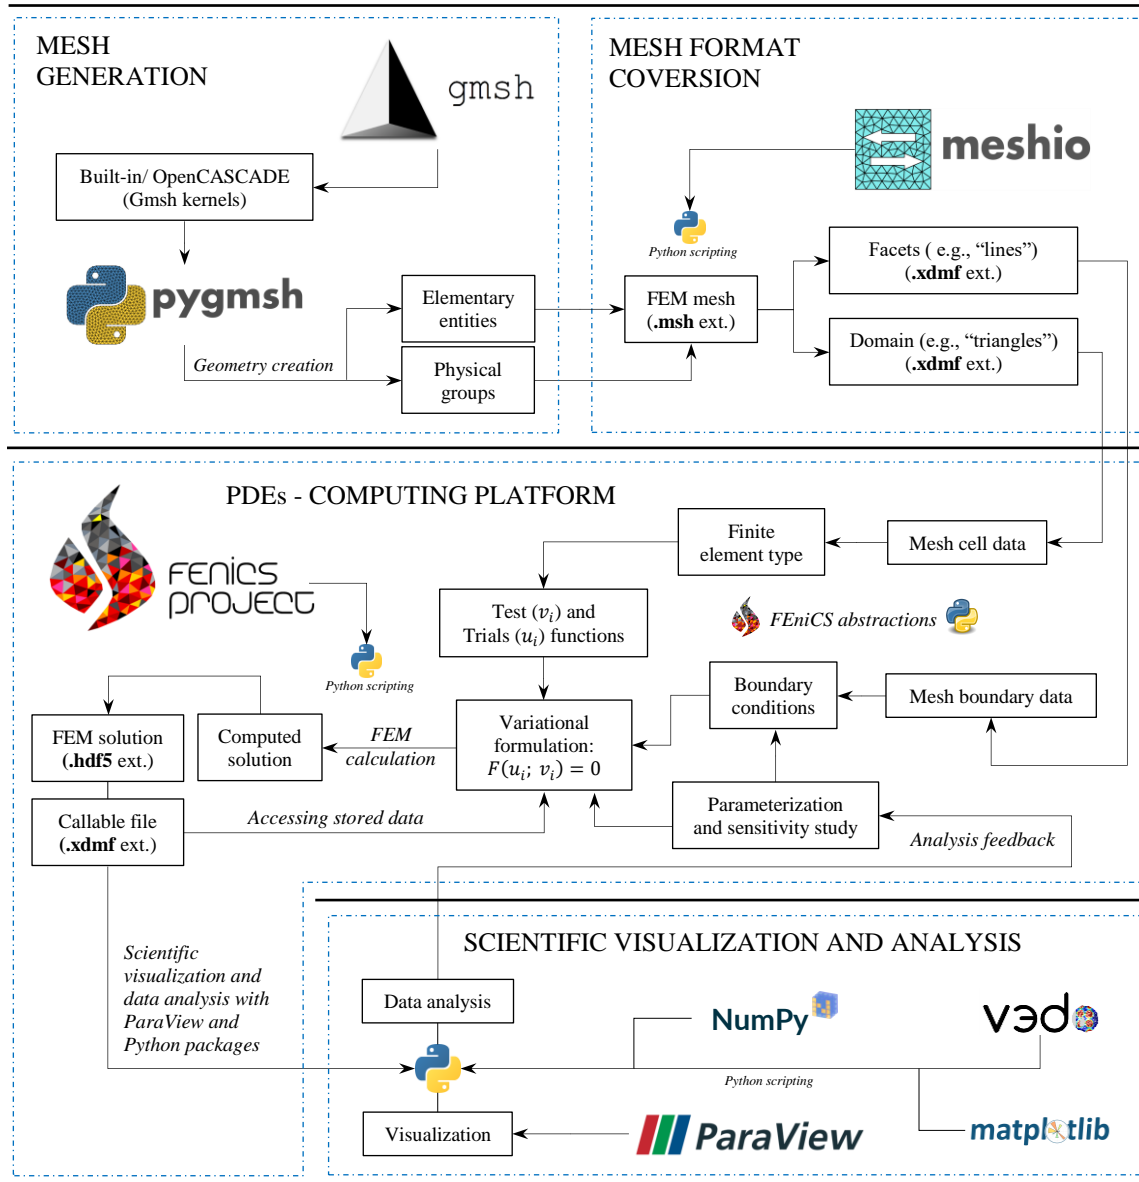 MESH
GENERATION
gmsh
Built-in/ OpenCASCADE
(Gmsh kernels)
pygmsh
Geometry creation
Elementary
entities
Physical
groups
MESH FORMAT
COVERSION
meshio
Python scripting
FEM mesh
(.msh ext.)
Facets ( e.g., “lines”)
(.xdmf ext.)
Domain (e.g., “triangles”)
(.xdmf ext.)
PDEs - COMPUTING PLATFORM
FENICS
PROJECT
Python scripting
Finite
element type
Mesh cell data
Test (v_i) and
Trials (u_i) functions
FEniCS abstractions
Boundary
conditions
Mesh boundary data
Variational
formulation:
F(u_i; v_i) = 0
FEM
calculation
Computed
solution
FEM solution
(.hdf5 ext.)
Callable file
(.xdmf ext.)
Accessing stored data
Parameterization
and sensitivity study
Analysis feedback
Scientific
visualization and
data analysis with
ParaView and
Python packages
SCIENTIFIC VISUALIZATION AND ANALYSIS
Data analysis
NumPy
vedo
Python scripting
Visualization
ParaView
matplotlib